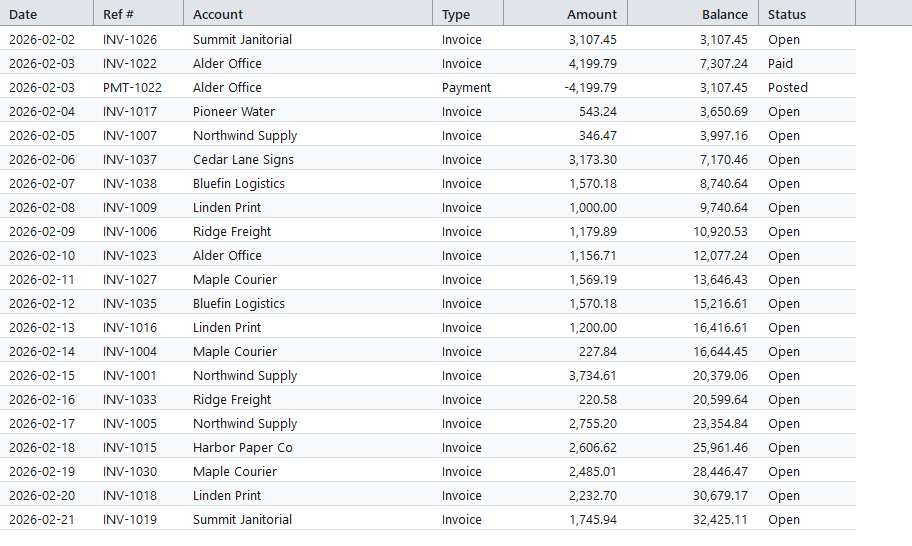 Date Ref # Account Type Amount Balance Status
2026-02-02 INV-1026 Summit Janitorial Invoice 3,107.45 3,107.45 Open
2026-02-03 INV-1022 Alder Office Invoice 4,199.79 7,307.24 Paid
2026-02-03 PMT-1022 Alder Office Payment -4,199.79 3,107.45 Posted
2026-02-04 INV-1017 Pioneer Water Invoice 543.24 3,650.69 Open
2026-02-05 INV-1007 Northwind Supply Invoice 346.47 3,997.16 Open
2026-02-06 INV-1037 Cedar Lane Signs Invoice 3,173.30 7,170.46 Open
2026-02-07 INV-1038 Bluefin Logistics Invoice 1,570.18 8,740.64 Open
2026-02-08 INV-1009 Linden Print Invoice 1,000.00 9,740.64 Open
2026-02-09 INV-1006 Ridge Freight Invoice 1,179.89 10,920.53 Open
2026-02-10 INV-1023 Alder Office Invoice 1,156.71 12,077.24 Open
2026-02-11 INV-1027 Maple Courier Invoice 1,569.19 13,646.43 Open
2026-02-12 INV-1035 Bluefin Logistics Invoice 1,570.18 15,216.61 Open
2026-02-13 INV-1016 Linden Print Invoice 1,200.00 16,416.61 Open
2026-02-14 INV-1004 Maple Courier Invoice 227.84 16,644.45 Open
2026-02-15 INV-1001 Northwind Supply Invoice 3,734.61 20,379.06 Open
2026-02-16 INV-1033 Ridge Freight Invoice 220.58 20,599.64 Open
2026-02-17 INV-1005 Northwind Supply Invoice 2,755.20 23,354.84 Open
2026-02-18 INV-1015 Harbor Paper Co Invoice 2,606.62 25,961.46 Open
2026-02-19 INV-1030 Maple Courier Invoice 2,485.01 28,446.47 Open
2026-02-20 INV-1018 Linden Print Invoice 2,232.70 30,679.17 Open
2026-02-21 INV-1019 Summit Janitorial Invoice 1,745.94 32,425.11 Open